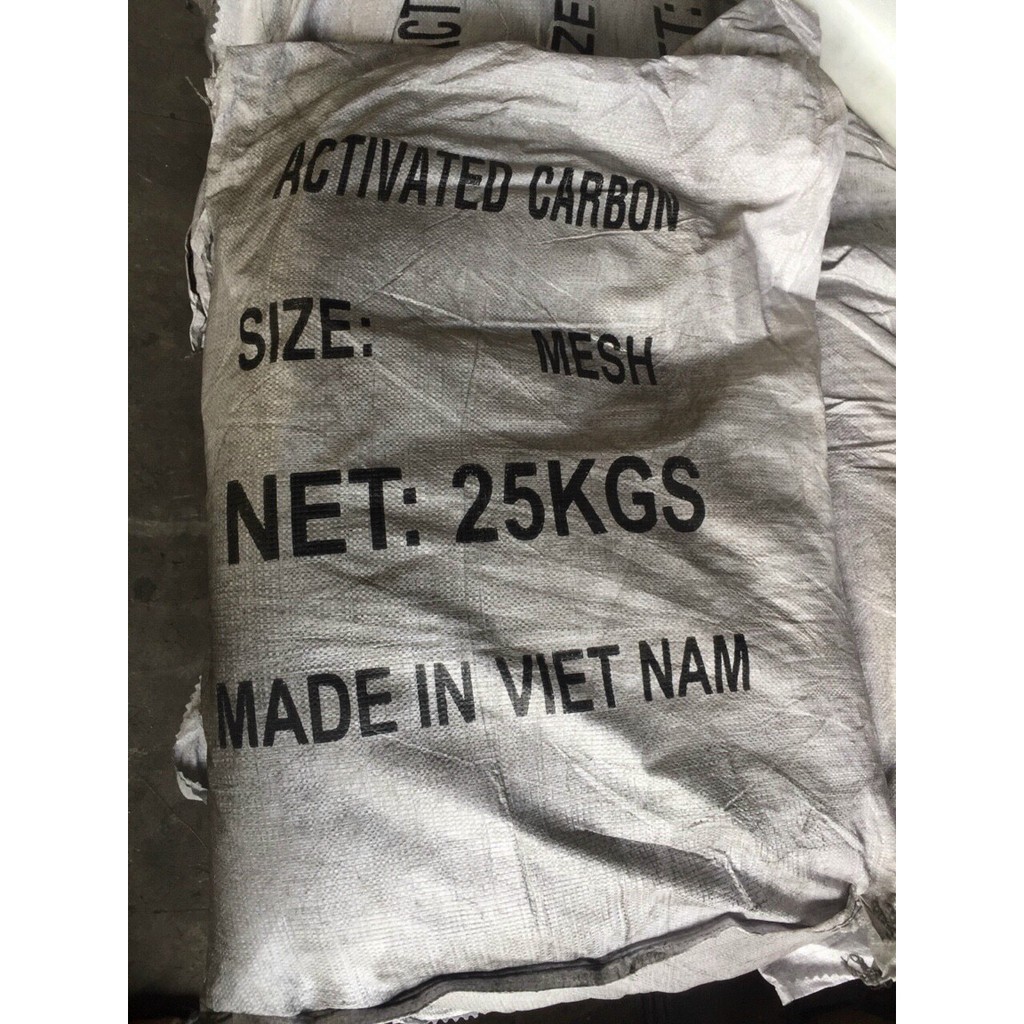 ACTIVATED CARBON
SIZE: MESH
NET: 25KGS
MADE IN VIET NAM